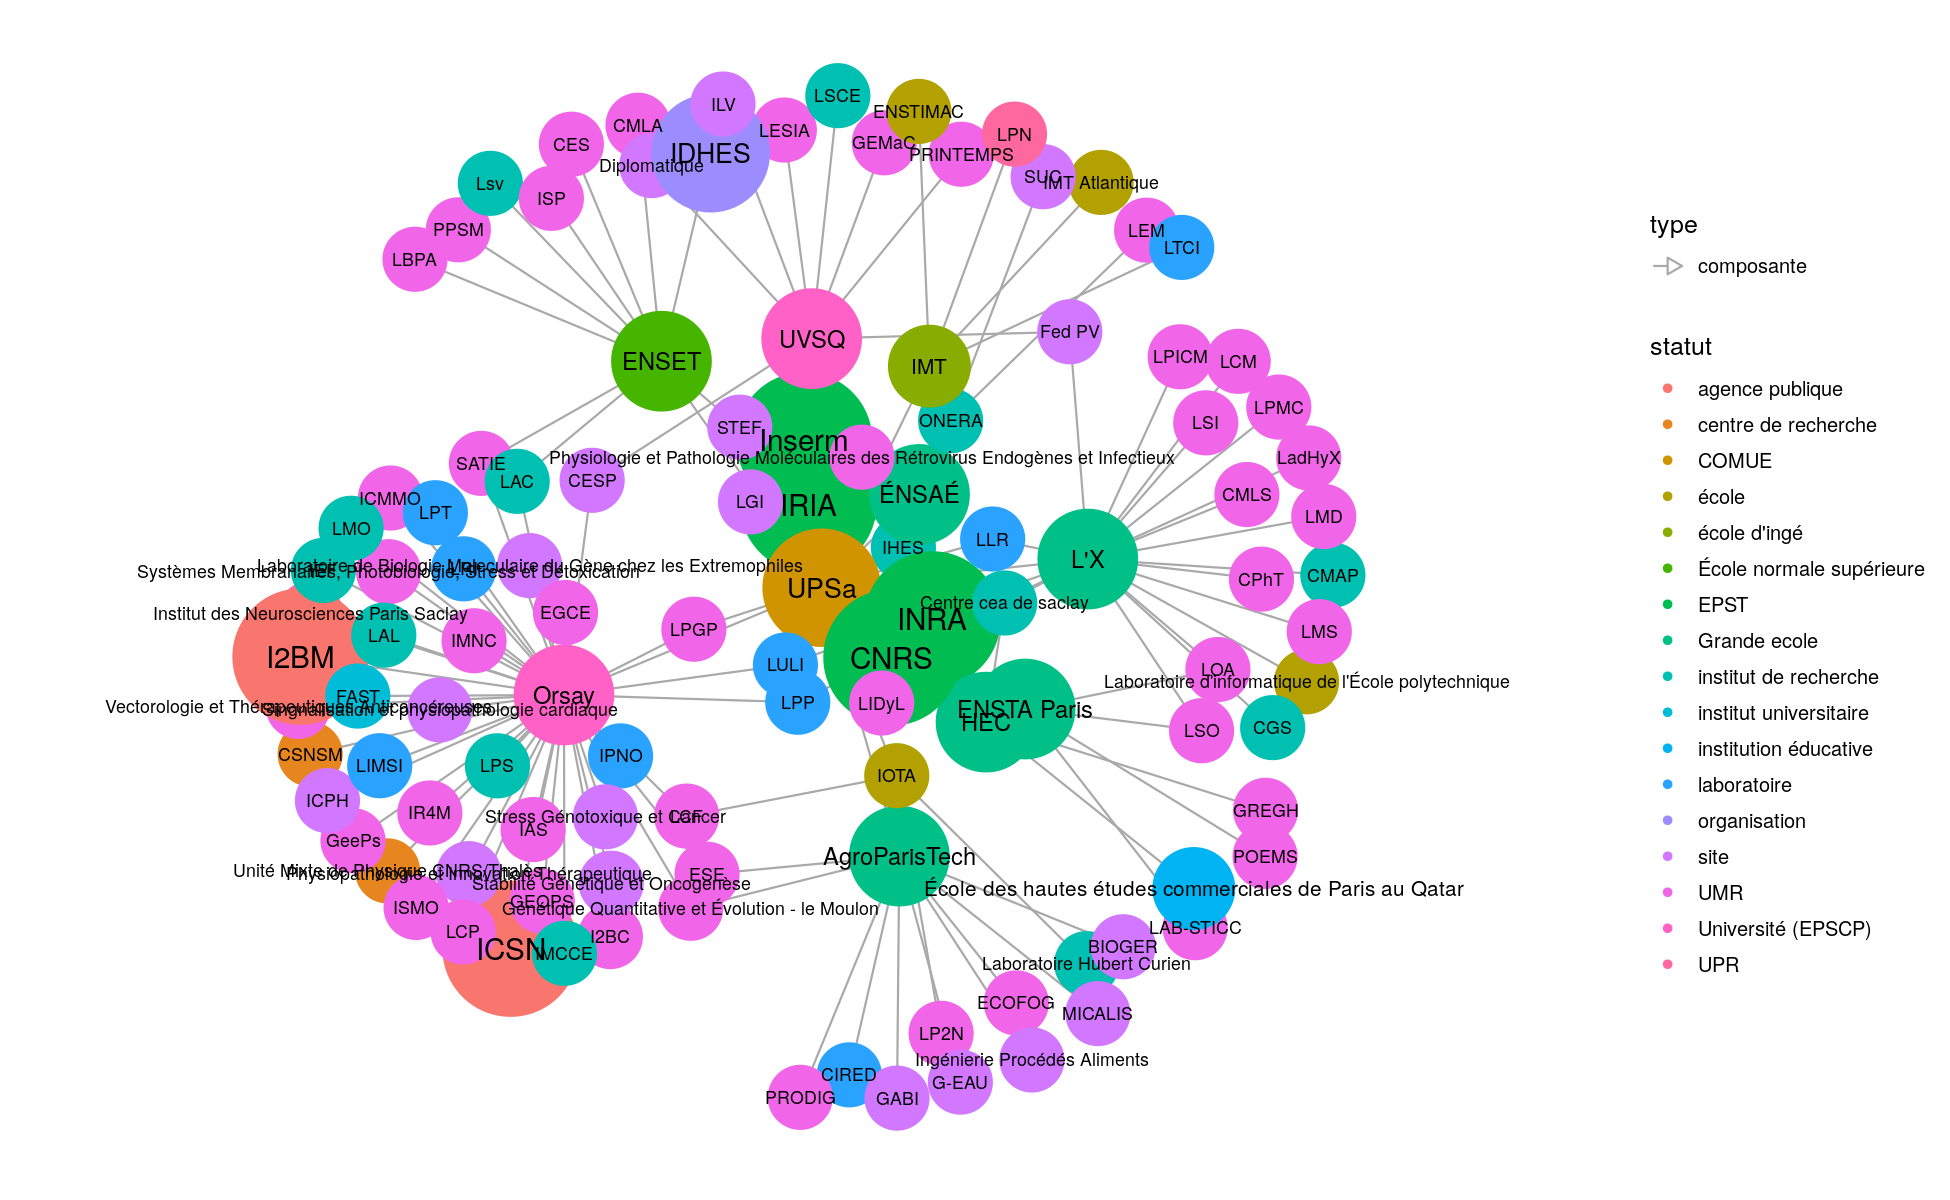 ILV
LSCE
ENSTIMAC
CMLA
LESIA
LPN
CES
GEMaC
PRINTEMPS
IDHES
Diplomatique
SUC
IMT Atlantique
Lsv
ISP
PPSM
LEM
LTCI
LBPA
type
composante
statut
agence publique
centre de recherche
COMUE
école
école d'ingé
École normale supérieure
EPST
Grande ecole
institut de recherche
institut universitaire
institution éducative
laboratoire
organisation
site
UMR
Université (EPSCP)
UPR
Fed PV
UVSQ
ENSET
IMT
LPICM
LCM
LPMC
LSI
ONERA
STEF
Inserm
Physiologie et Pathologie Moléculaires des Rétrovirus Endogènes et Infectieux
LadHyX
SATIE
LAC
CESP
ICMMO
LPT
LGI
IRIA
ÉNSAÉ
CMLS
LMD
LMO
LLR
IHES
L'X
Laboratoire de Biologie Moleculaire du Gène chez les Extremophiles
Systèmes Membranaires, Photobiologie, Stress et Détoxication
CPhT
CMAP
UPSa
Centre cea de saclay
INRA
Institut des Neurosciences Paris Saclay
EGCE
LPGP
LAL
IMNC
LMS
I2BM
CNRS
LULI
LOA
Laboratoire d'informatique de l'École polytechnique
FAST
Orsay
LPP
LIDyL
Vectorologie et Thérapeutiques Anticancéreuses
Signalisation et physiopathologie cardiaque
ENSTA Paris
HEC
LSO
CGS
CSNSM
LIMSI
LPS
IPNO
IOTA
ICPH
IR4M
GeePs
IAS
Stress Génotoxique et Cancer
LCF
GREGH
AgroParisTech
POEMS
Unité Mixte de Physique CNRS/Thalès
Physiopathologie et Innovation Thérapeutique
ESE
Stabilité Génétique et Oncogenèse
École des hautes études commerciales de Paris au Qatar
GEOPS
Génétique Quantitative et Évolution - le Moulon
ISMO
LCP
I2BC
LAB-STICC
ICSN
IMCCE
BIOGER
Laboratoire Hubert Curien
ECOFOG
MICALIS
LP2N
Ingénierie Procédés Aliments
CIRED
G-EAU
PRODIG
GABI